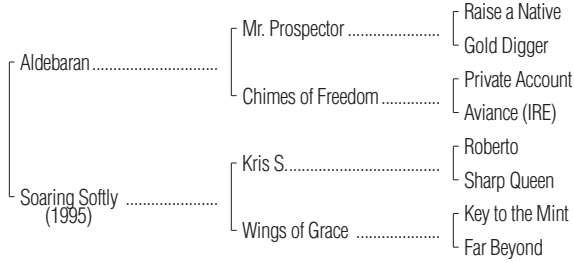 Raise a Native
Mr. Prospector ......................
Gold Digger
Aldebaran .............................
Private Account
Chimes of Freedom ..............
Aviance (IRE)
Roberto
Kris S. ....................................
Sharp Queen
Soaring Softly .....................
(1995)
Key to the Mint
Wings of Grace ...................
Far Beyond